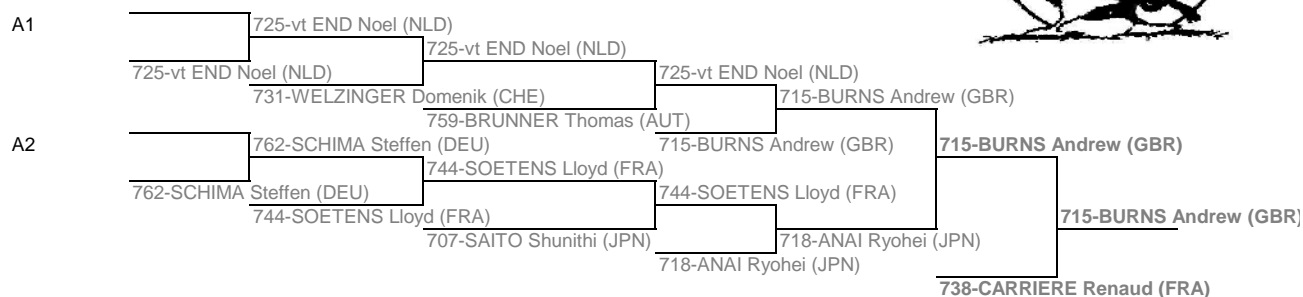 A1
725-vt END Noel (NLD)
725-vt END Noel (NLD)
725-vt END Noel (NLD)
725-vt END Noel (NLD)
731-WELZINGER Domenik (CHE)
715-BURNS Andrew (GBR)
759-BRUNNER Thomas (AUT)
A2
762-SCHIMA Steffen (DEU)
715-BURNS Andrew (GBR)
715-BURNS Andrew (GBR)
744-SOETENS Lloyd (FRA)
762-SCHIMA Steffen (DEU)
744-SOETENS Lloyd (FRA)
744-SOETENS Lloyd (FRA)
715-BURNS Andrew (GBR)
707-SAITO Shunithi (JPN)
718-ANAI Ryohei (JPN)
718-ANAI Ryohei (JPN)
738-CARRIERE Renaud (FRA)